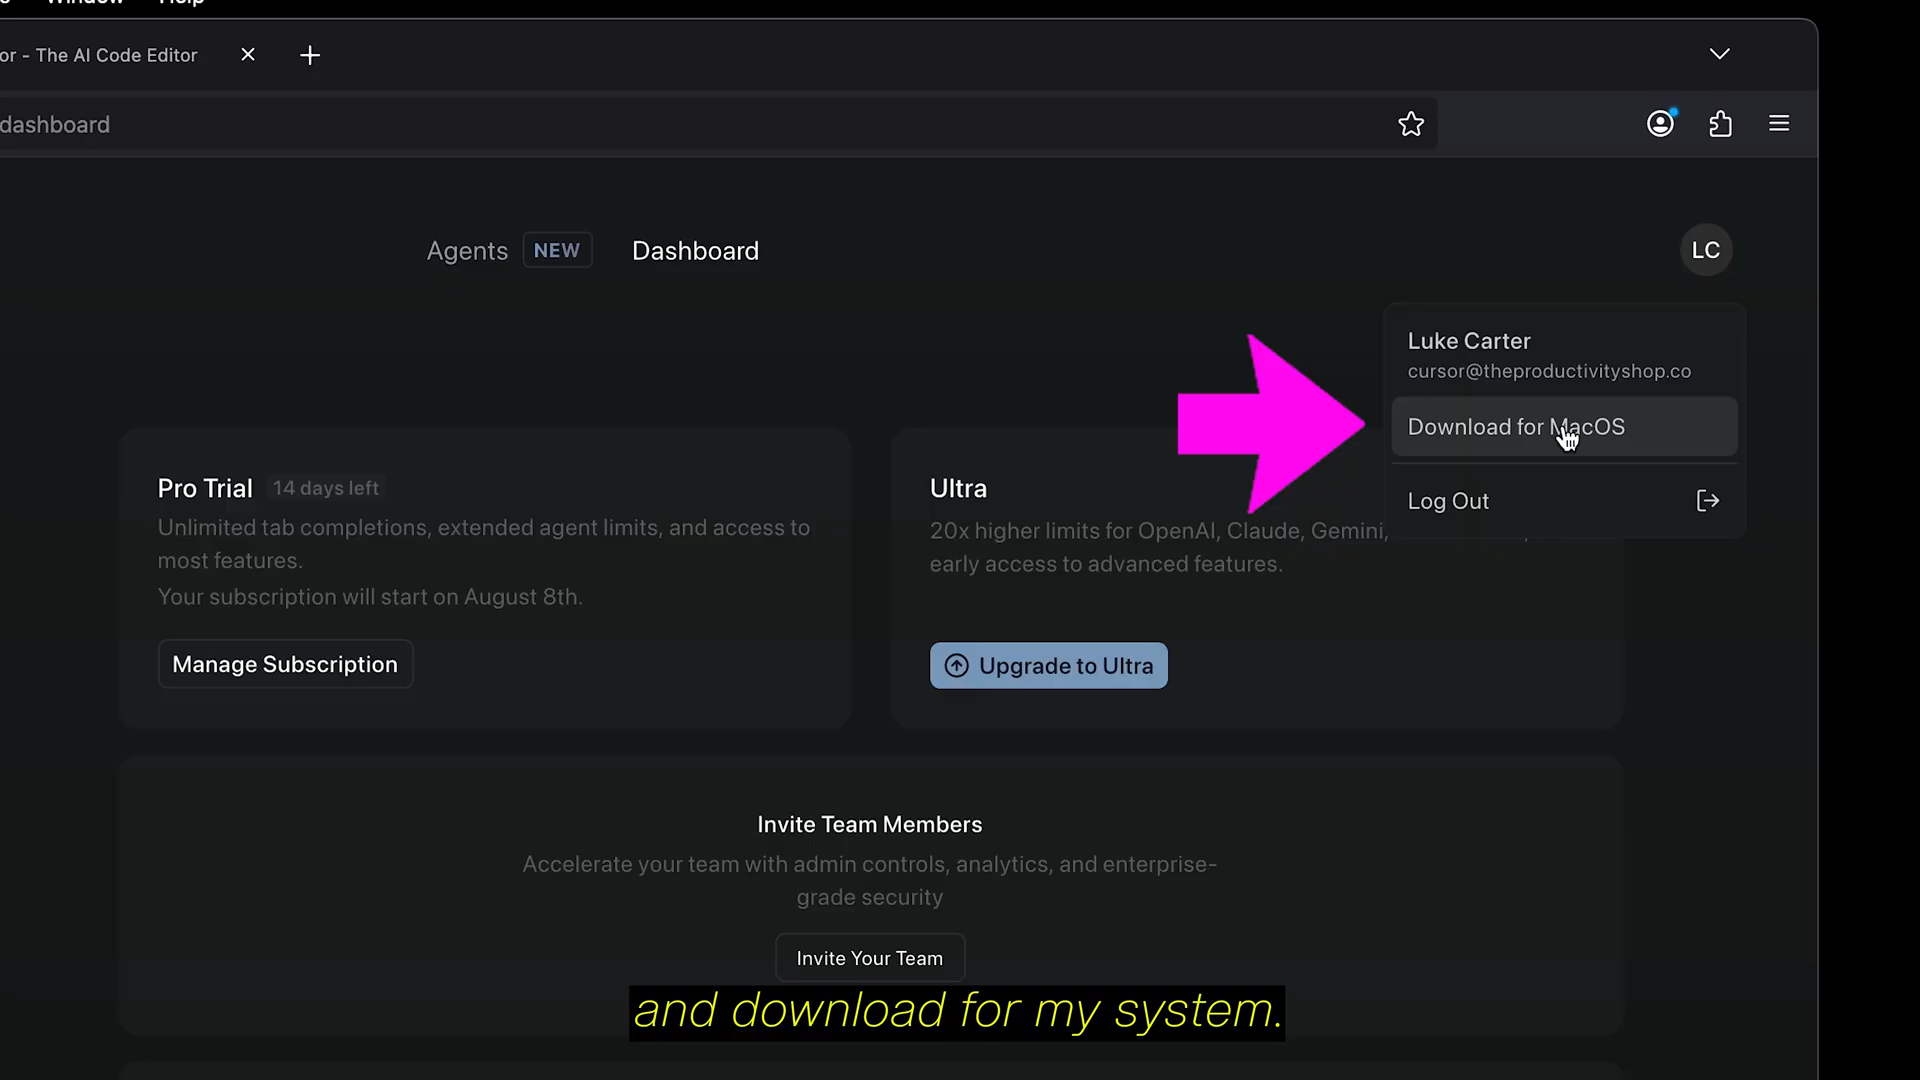 Window Help
or - The AI Code Editor
dashboard
Agents NEW Dashboard
LC
Luke Carter
cursor@theproductivityshop.co
Download for MacOS
Log Out
Pro Trial 14 days left
Unlimited tab completions, extended agent limits, and access to
most features.
Your subscription will start on August 8th.
Manage Subscription
Ultra
20x higher limits for OpenAI, Claude, Gemini,
early access to advanced features.
Upgrade to Ultra
Invite Team Members
Accelerate your team with admin controls, analytics, and enterprise-
grade security
Invite Your Team
and download for my system.